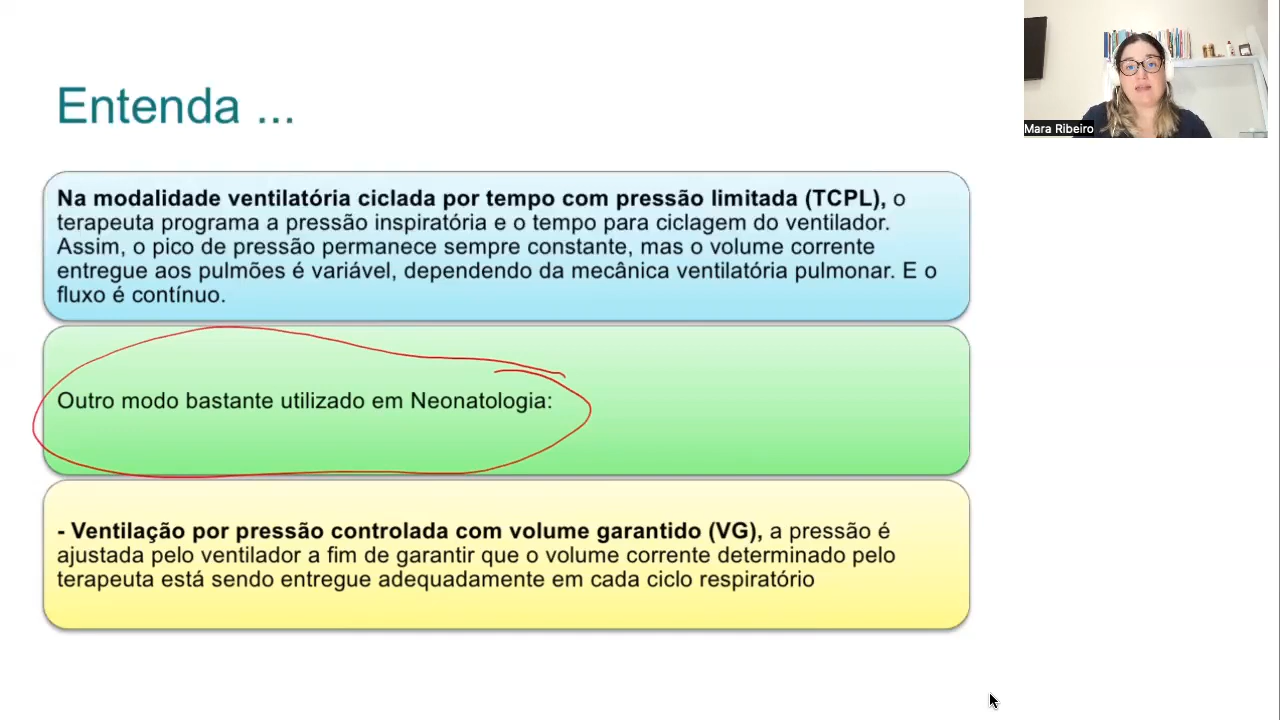 Entenda ...
Mara Ribeiro
Na modalidade ventilatória ciclada por tempo com pressão limitada (TCPL), o
terapeuta programa a pressão inspiratória e o tempo para ciclagem do ventilador.
Assim, o pico de pressão permanece sempre constante, mas o volume corrente
entregue aos pulmões é variável, dependendo da mecânica ventilatória pulmonar. E o
fluxo é contínuo.
Outro modo bastante utilizado em Neonatologia:
- Ventilação por pressão controlada com volume garantido (VG), a pressão é
ajustada pelo ventilador a fim de garantir que o volume corrente determinado pelo
terapeuta está sendo entregue adequadamente em cada ciclo respiratório